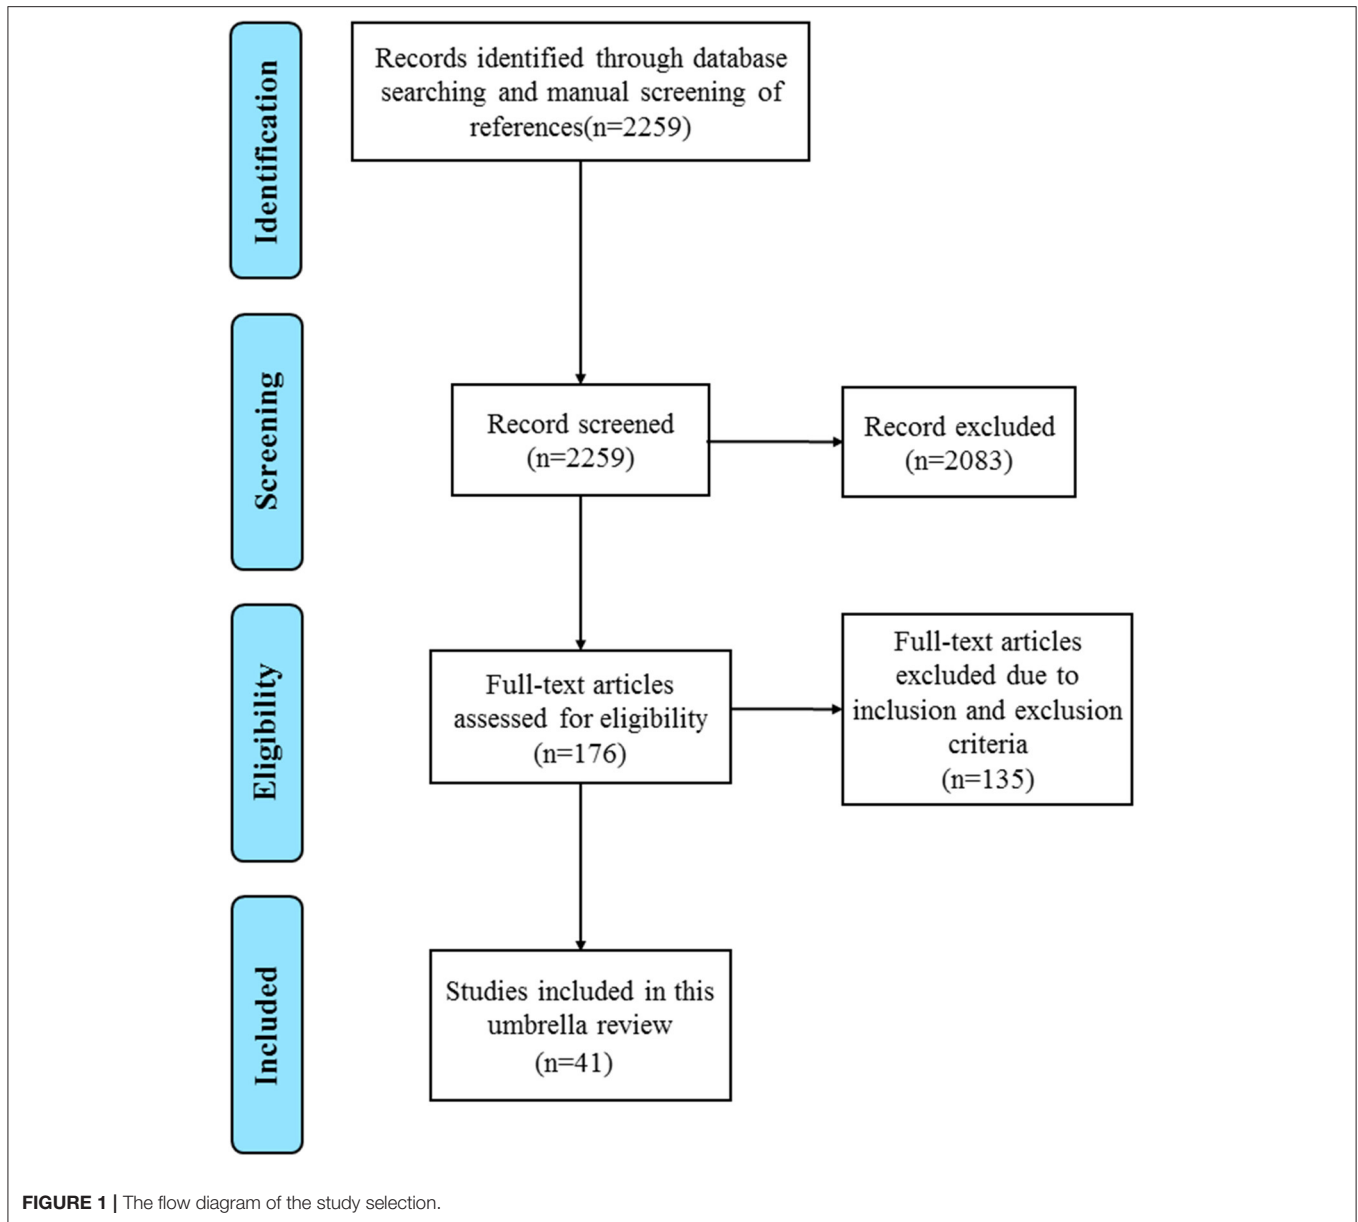 Identification
Records identified through database
searching and manual screening of
references(n=2259)
Screening
Record screened
(n=2259)
Record excluded
(n=2083)
Eligibility
Full-text articles
assessed for eligibility
(n=176)
Full-text articles
excluded due to
inclusion and exclusion
criteria
(n=135)
Included
Studies included in this
umbrella review
(n=41)
FIGURE 1 | The flow diagram of the study selection.